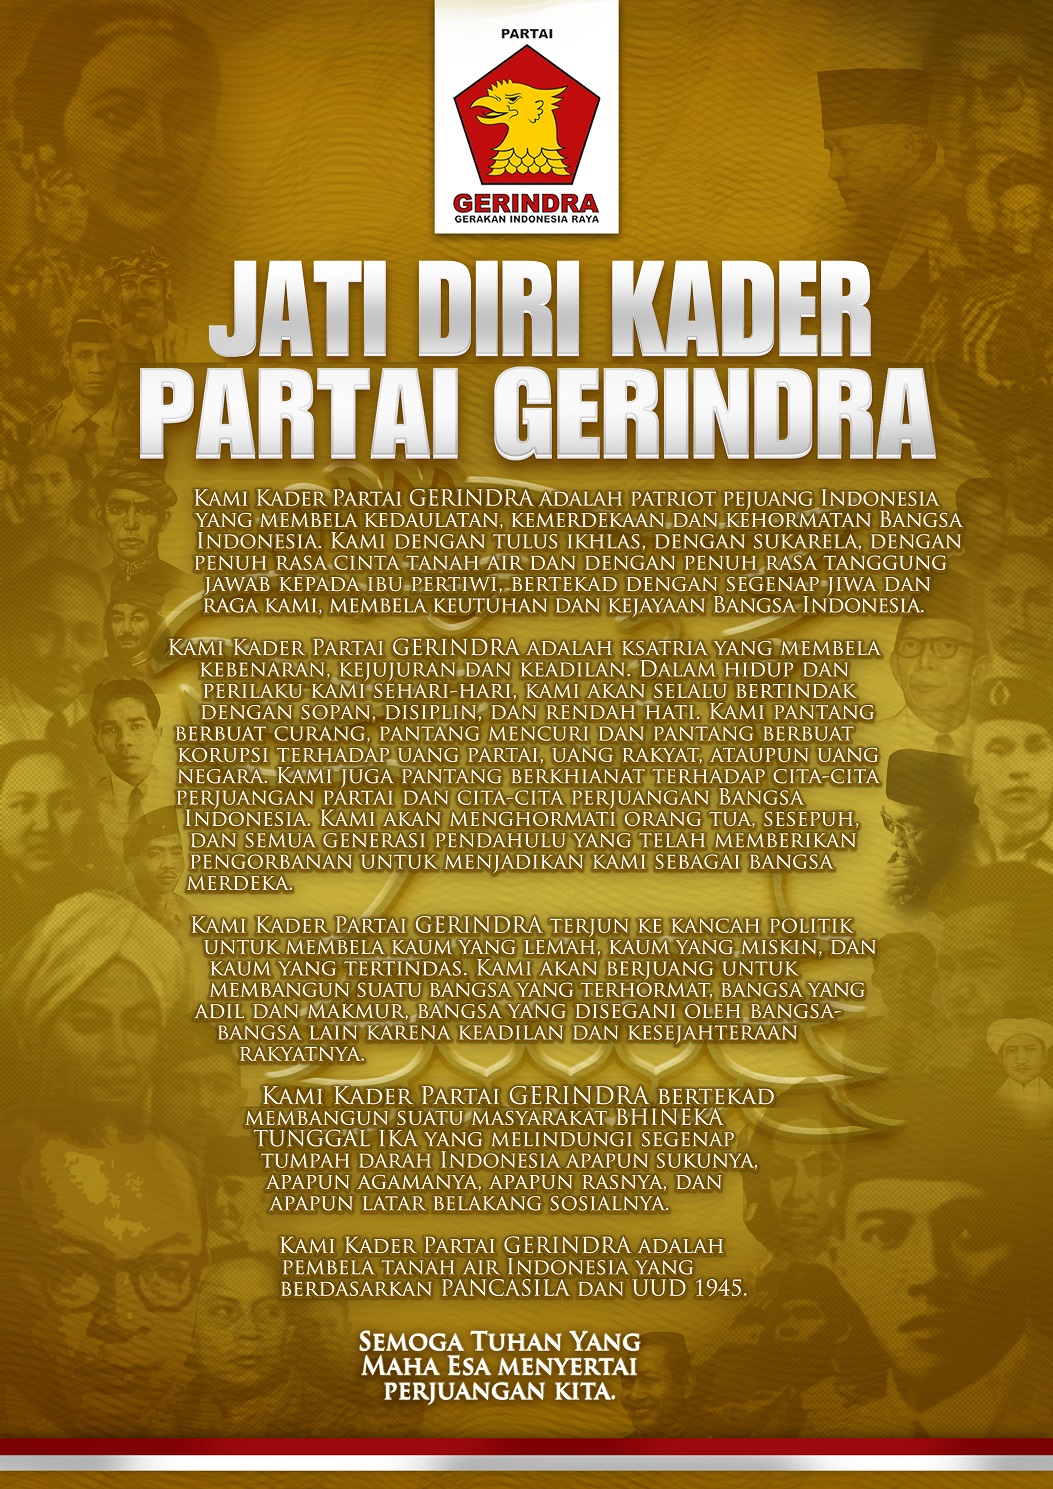 PARTAI
GERINDRA
GERAKAN INDONESIA RAYA
JATI DIRI KADER
PARTAI GERINDRA
KAMI KADER PARTAI GERINDRA ADALAH PATRIOT PEJUANG INDONESIA
YANG MEMBELA KEDAULATAN, KEMERDEKAAN DAN KEHORMATAN BANGSA
INDONESIA. KAMI DENGAN TULUS IKHLAS, DENGAN SUKARELA, DENGAN
PENUH RASA CINTA TANAH AIR DAN DENGAN PENUH RASA TANGGUNG
JAWAB KEPADA IBU PERTIWI, BERTEKAD DENGAN SEGENAP JIWA DAN
RAGA KAMI, MEMBELA KEUTUHAN DAN KEJAYAAN BANGSA INDONESIA.
KAMI KADER PARTAI GERINDRA ADALAH KSATRIA YANG MEMBELA
KEBENARAN, KEJUJURAN DAN KEADILAN. DALAM HIDUP DAN
PERILAKU KAMI SEHARI-HARI, KAMI AKAN SELALU BERTINDAK
DENGAN SOPAN, DISIPLIN, DAN RENDAH HATI. KAMI PANTANG
BERBUAT CURANG, PANTANG MENCURI DAN PANTANG BERBUAT
KORUPSI TERHADAP UANG PARTAI, UANG RAKYAT, ATAUPUN UANG
NEGARA. KAMI JUGA PANTANG BERKHIANAT TERHADAP CITA-CITA
PERJUANGAN PARTAI DAN CITA-CITA PERJUANGAN BANGSA
INDONESIA. KAMI AKAN MENGHORMATI ORANG TUA, SESEPUH,
DAN SEMUA GENERASI PENDAHULU YANG TELAH MEMBERIKAN
PENGORBANAN UNTUK MENJADIKAN KAMI SEBAGAI BANGSA
MERDEKA.
KAMI KADER PARTAI GERINDRA TERJUN KE KANCAH POLITIK
UNTUK MEMBELA KAUM YANG LEMAH, KAUM YANG MISKIN, DAN
KAUM YANG TERTINDAS. KAMI AKAN BERJUANG UNTUK
MEMBANGUN SUATU BANGSA YANG TERHORMAT, BANGSA YANG
ADIL DAN MAKMUR, BANGSA YANG DISEGANI OLEH BANGSA-
BANGSA LAIN KARENA KEADILAN DAN KESEJAHTERAAN
RAKYATNYA.
KAMI KADER PARTAI GERINDRA BERTEKAD
MEMBANGUN SUATU MASYARAKAT BHINEKA
TUNGGAL IKA YANG MELINDUNGI SEGENAP
TUMPAH DARAH INDONESIA APAPUN SUKUNYA,
APAPUN AGAMANYA, APAPUN RASNYA, DAN
APAPUN LATAR BELAKANG SOSIALNYA.
KAMI KADER PARTAI GERINDRA ADALAH
PEMBELA TANAH AIR INDONESIA YANG
BERDASARKAN PANCASILA DAN UUD 1945.
SEMOGA TUHAN YANG
MAHA ESA MENYERTAI
PERJUANGAN KITA.